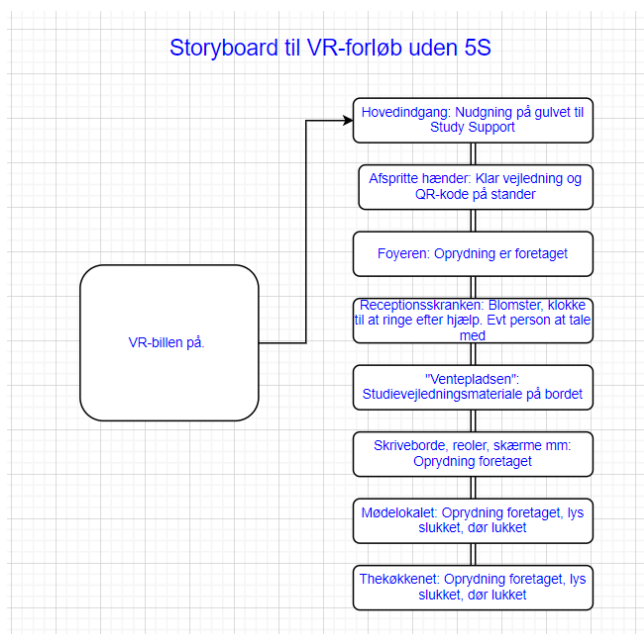 Storyboard til VR-forløb uden 5S
Hovedindgang: Nudgning på gulvet til
Study Support
Afspritte hænder: Klar vejledning og
QR-kode på stander
Foyeren: Oprydning er foretaget
Receptionsskranken: Blomster, klokke
til at ringe efter hjælp. Evt person at tale
med
VR-billen på.
"Ventepladsen":
Studievejledningsmateriale på bordet
Skriveborde, reoler, skærme mm:
Oprydning foretaget
Mødelokalet: Oprydning foretaget, lys
slukket, dør lukket
Thekøkkenet: Oprydning foretaget, lys
slukket, dør lukket